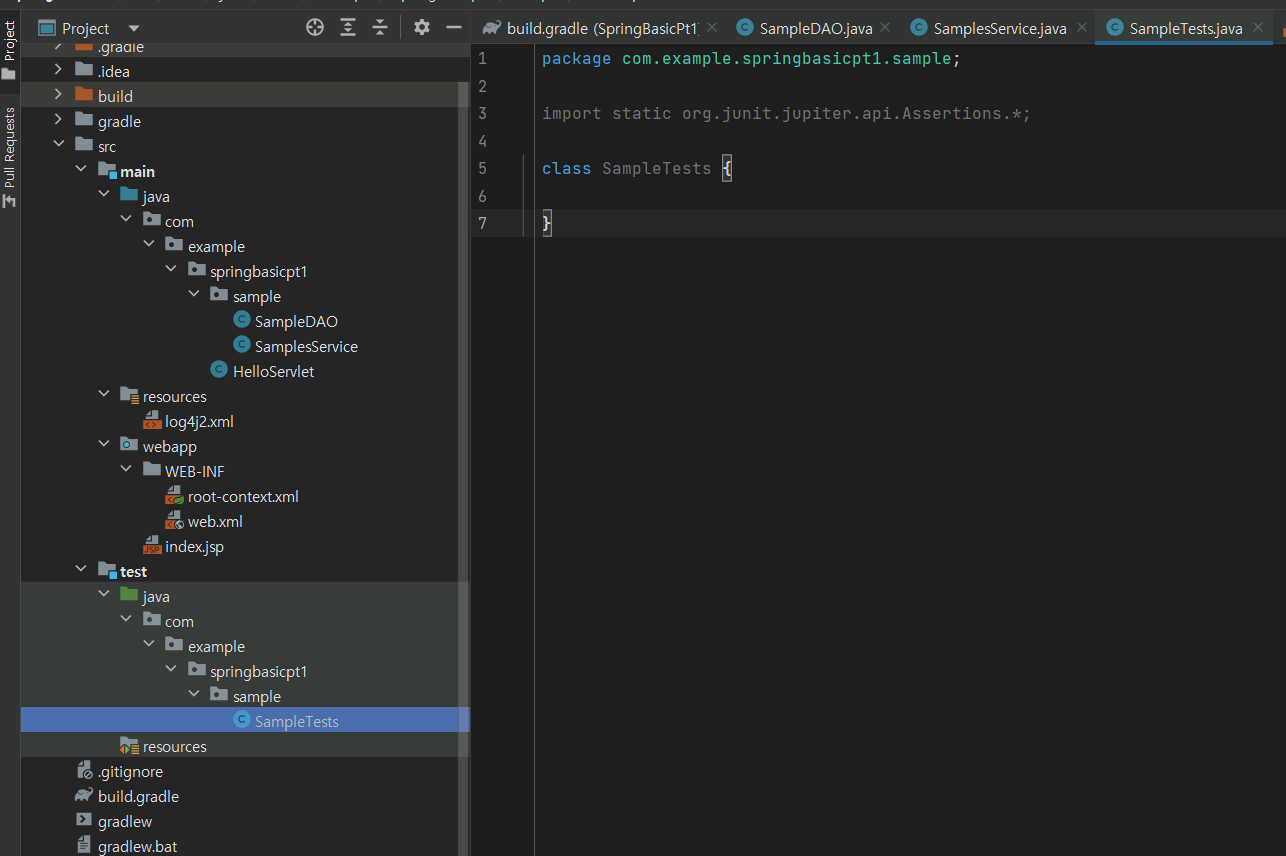 Project
Pull Requests
Project
.gradle
.idea
build
gradle
src
main
java
com
example
springbasicpt1
sample
SampleDAO
SamplesService
HelloServlet
resources
log4j2.xml
webapp
WEB-INF
root-context.xml
web.xml
index.jsp
test
java
com
example
springbasicpt1
sample
SampleTests
resources
.gitignore
build.gradle
gradlew
gradlew.bat
build.gradle (SpringBasicPt1) SampleDAO.java SamplesService.java SampleTests.java
1 package com.example.springbasicpt1.sample;
2
3 import static org.junit.jupiter.api.Assertions.*;
4
5 class SampleTests {
6
7 }